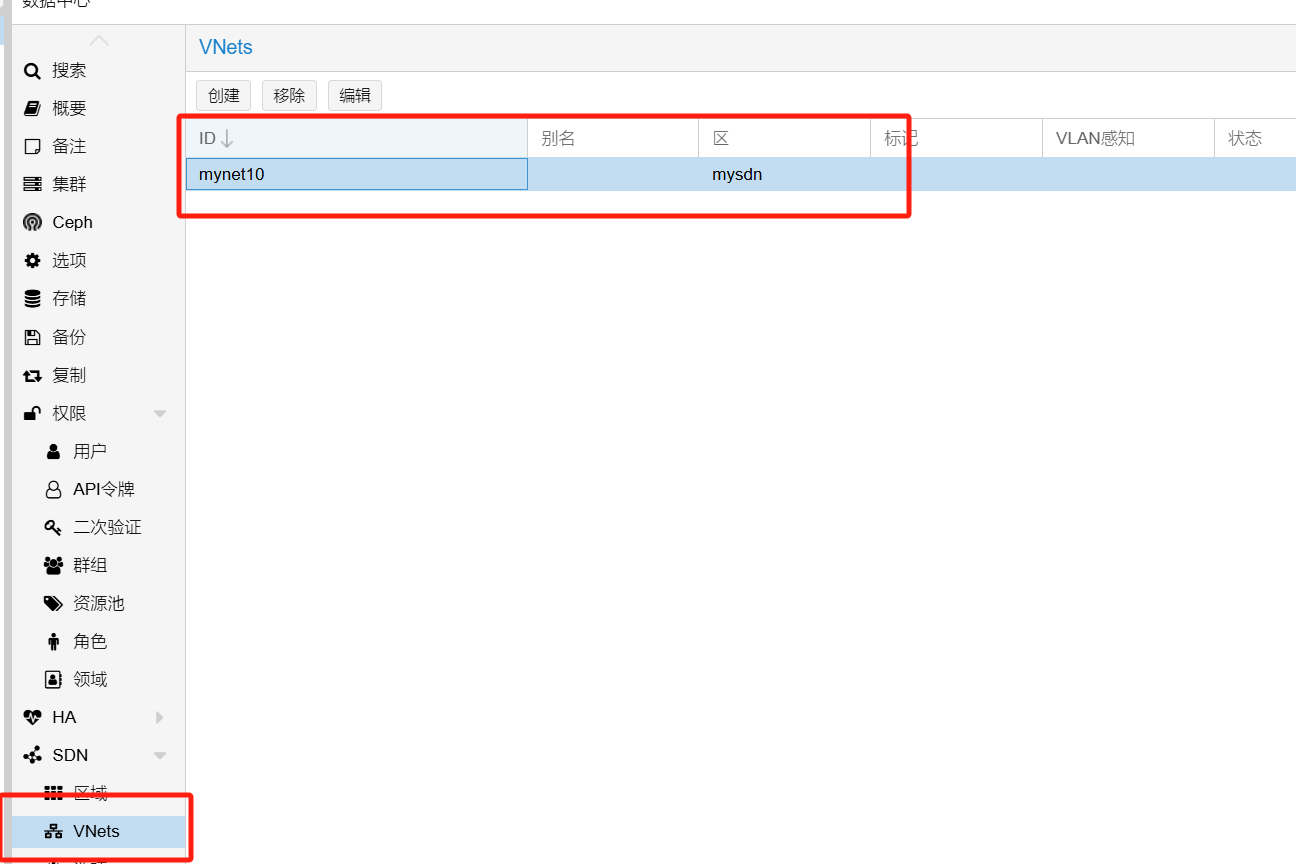 数据中心
VNets
搜索
创建 移除 编辑
概要
ID 别名 区 标记 VLAN感知 状态
备注
mynet10 mysdn
集群
Ceph
选项
存储
备份
复制
权限
用户
API令牌
二次验证
群组
资源池
角色
领域
HA
SDN
区域
VNets